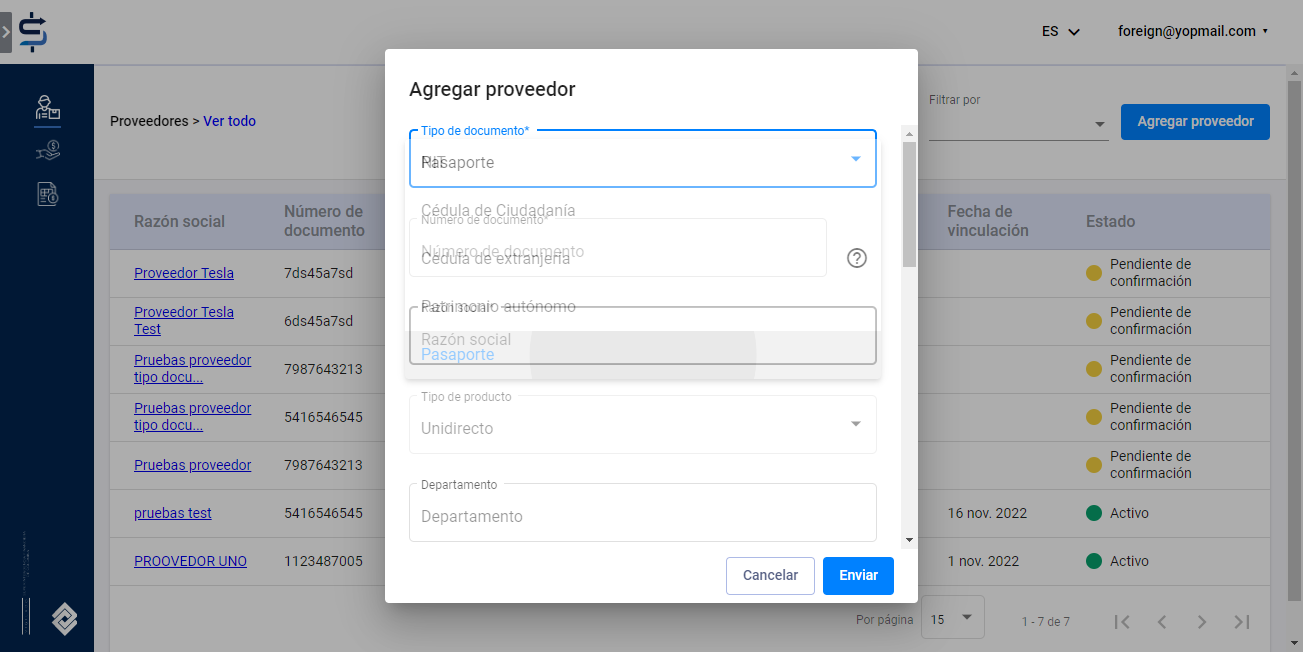 ES
foreign@yopmail.com
Proveedores > Ver todo
Filtrar por
Agregar proveedor
Razón social
Número de
documento
Fecha de
vinculación
Estado
Proveedor Tesla
7ds45a7sd
Pendiente de
confirmación
Proveedor Tesla
Test
6ds45a7sd
Pendiente de
confirmación
Pruebas proveedor
tipo docu...
7987643213
Pendiente de
confirmación
Pruebas proveedor
tipo docu...
5416546545
Pendiente de
confirmación
Pruebas proveedor
7987643213
Pendiente de
confirmación
pruebas test
5416546545
16 nov. 2022
Activo
PROOVEDOR UNO
1123487005
1 nov. 2022
Activo
Por página
15
1 - 7 de 7
Agregar proveedor
Tipo de documento*
Pasaporte
NIT
Cédula de Ciudadanía
Número de documento*
Número de documento
Cédula de extranjería
Patrimonio autónomo
Razón social*
Razón social
Pasaporte
Tipo de producto
Unidirecto
Departamento
Departamento
Cancelar
Enviar